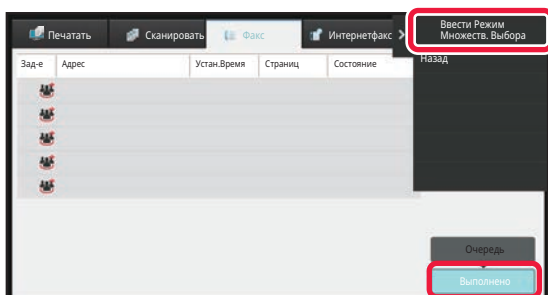 Печатать Сканировать Факс Интернетфакс
Ввести Режим
Множеств. Выбора
Назад
Зад-е Адрес Устан.Время Страниц Состояние
Очередь
Выполнено